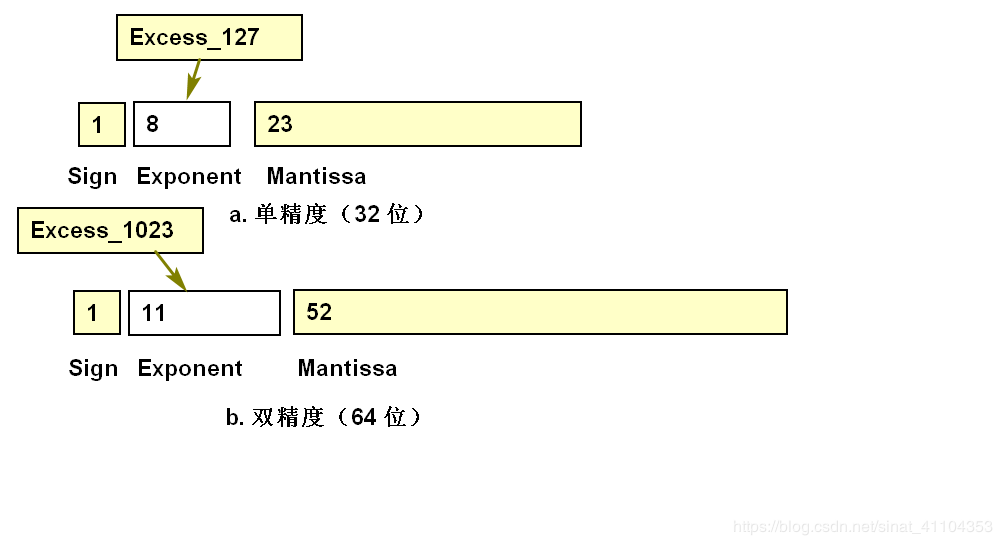 Excess_127
1 8 23
Sign Exponent Mantissa
a. 单精度（32 位）
Excess_1023
1 11 52
Sign Exponent Mantissa
b. 双精度（64 位）
https://blog.csdn.net/sinat_41104353